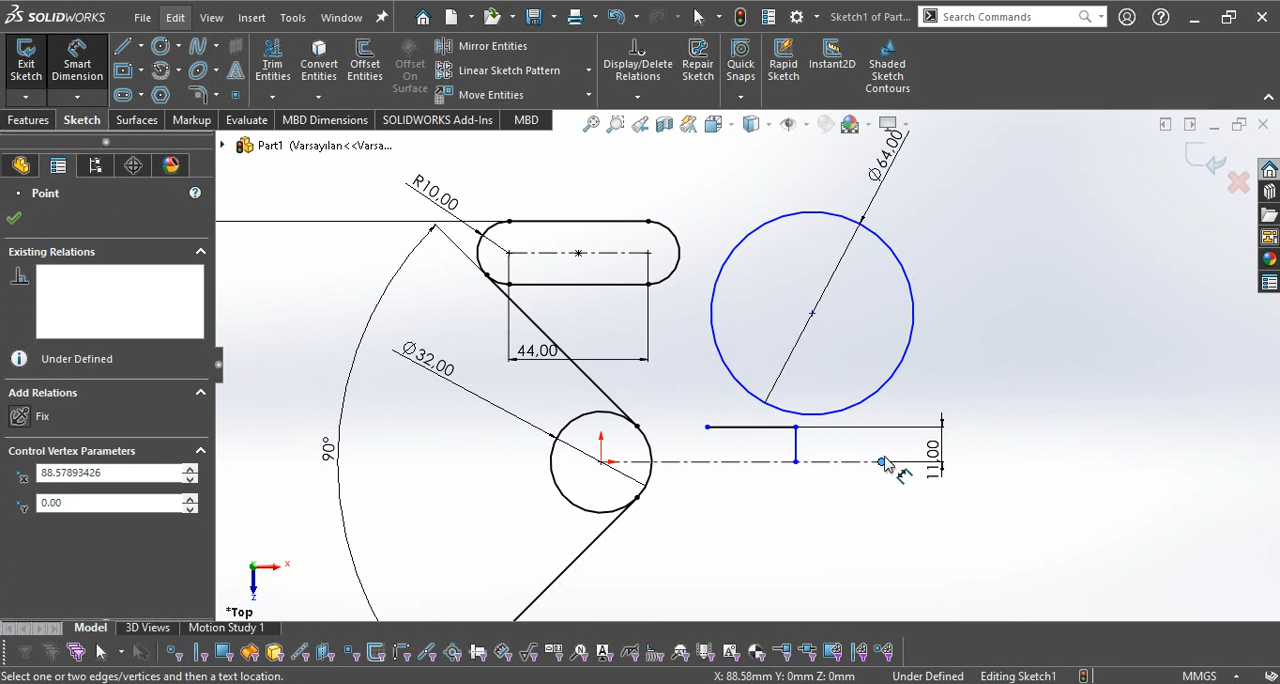 SOLIDWORKS File Edit View Insert Tools Window Sketch1 of Part... Search Commands
Exit Sketch
Smart Dimension
Trim Entities
Convert Entities
Offset Entities
Offset On Surface
Mirror Entities
Linear Sketch Pattern
Move Entities
Display/Delete Relations
Repair Sketch
Quick Snaps
Rapid Sketch
Instant2D
Shaded Sketch Contours
Features Sketch Surfaces Markup Evaluate MBD Dimensions SOLIDWORKS Add-Ins MBD
Part1 (Varsayılan<<Varsa...
Point
Existing Relations
Under Defined
Add Relations
Fix
Control Vertex Parameters
88.57893426
0.00
R10,00
∅64,00
44,00
∅32,00
90°
11,00
x
z
*Top
Model 3D Views Motion Study 1
Select one or two edges/vertices and then a text location.
X: 88.58mm Y: 0mm Z: 0mm Under Defined Editing Sketch1 MMGS